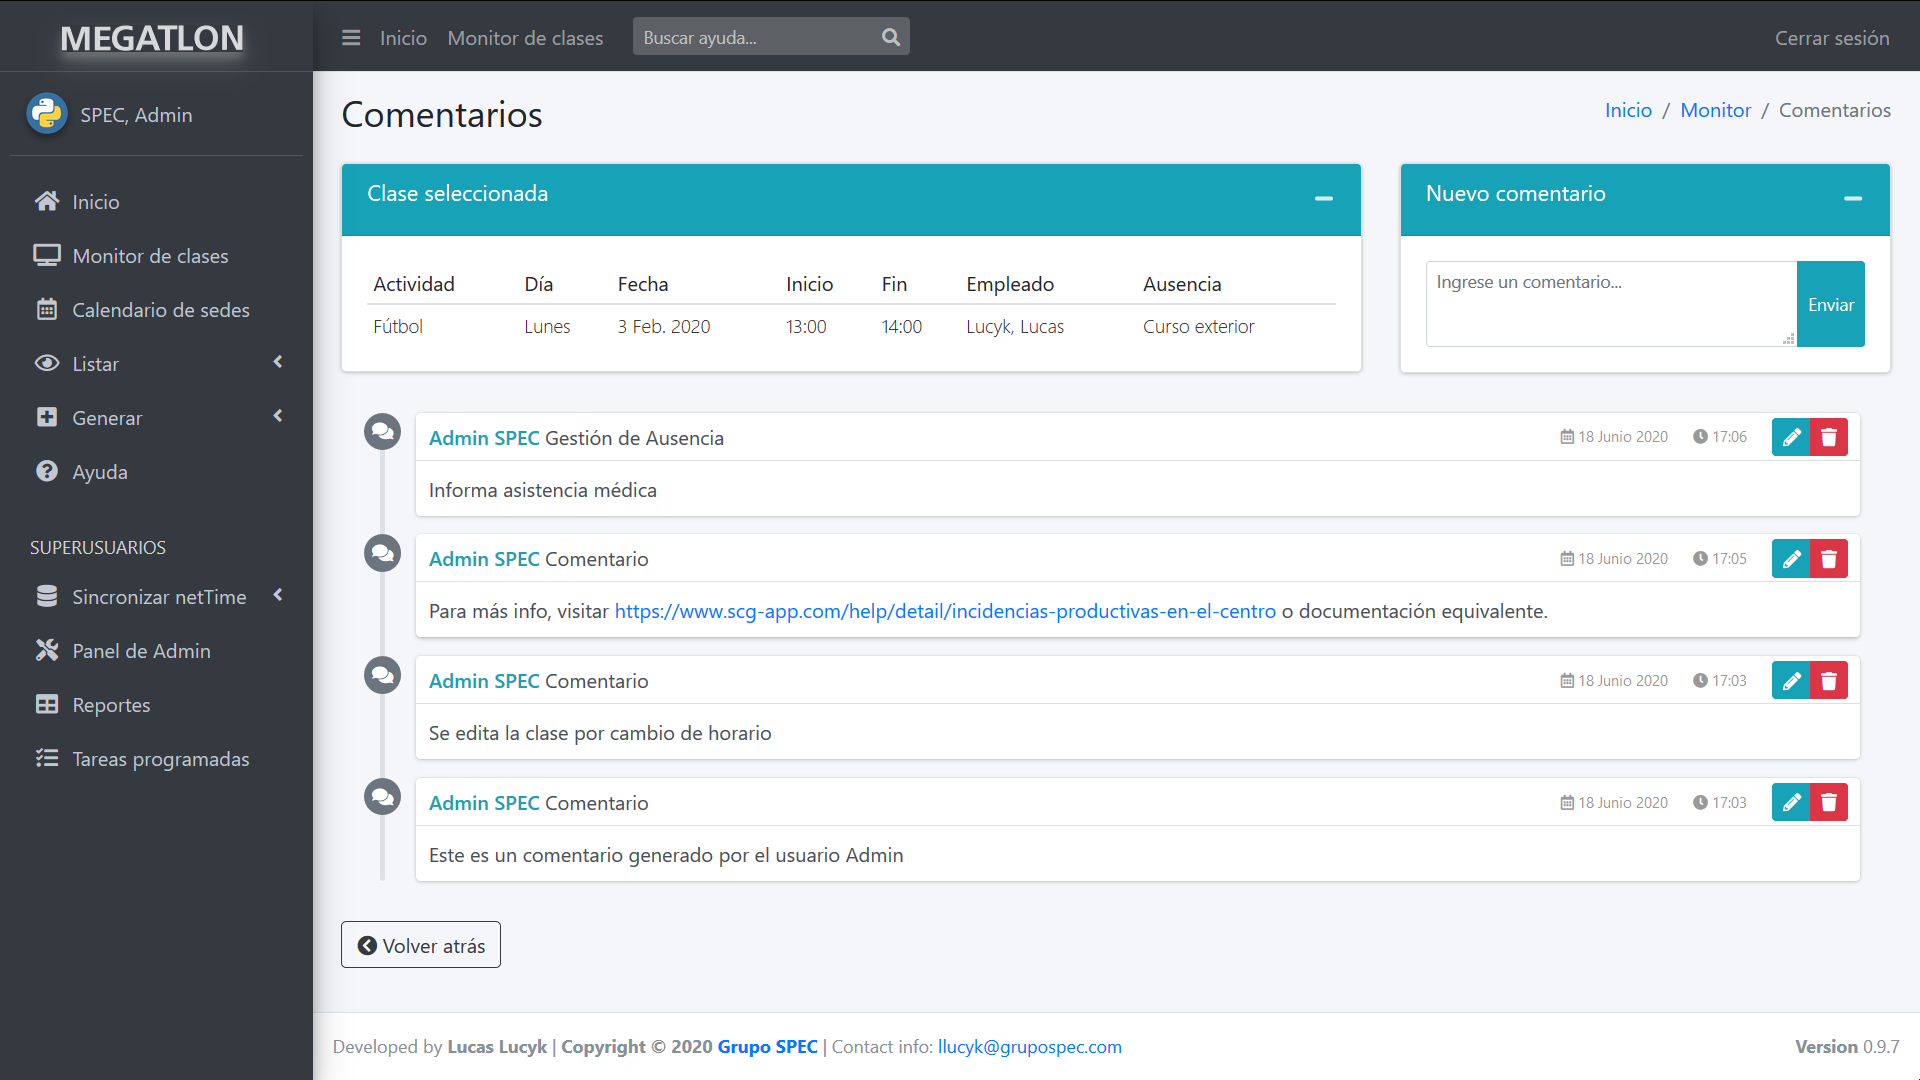 MEGATLON
Inicio
Monitor de clases
Buscar ayuda...
Cerrar sesión
SPEC, Admin
Inicio
Monitor de clases
Calendario de sedes
Listar
Generar
Ayuda
SUPERUSUARIOS
Sincronizar netTime
Panel de Admin
Reportes
Tareas programadas
Comentarios
Inicio / Monitor / Comentarios
Clase seleccionada
Actividad Día Fecha Inicio Fin Empleado Ausencia
Fútbol Lunes 3 Feb. 2020 13:00 14:00 Lucyk, Lucas Curso exterior
Nuevo comentario
Ingrese un comentario...
Enviar
Admin SPEC Gestión de Ausencia 18 Junio 2020 17:06
Informa asistencia médica
Admin SPEC Comentario 18 Junio 2020 17:05
Para más info, visitar https://www.scg-app.com/help/detail/incidencias-productivas-en-el-centro o documentación equivalente.
Admin SPEC Comentario 18 Junio 2020 17:03
Se edita la clase por cambio de horario
Admin SPEC Comentario 18 Junio 2020 17:03
Este es un comentario generado por el usuario Admin
Volver atrás
Developed by Lucas Lucyk | Copyright © 2020 Grupo SPEC | Contact info: llucyk@grupospec.com
Version 0.9.7